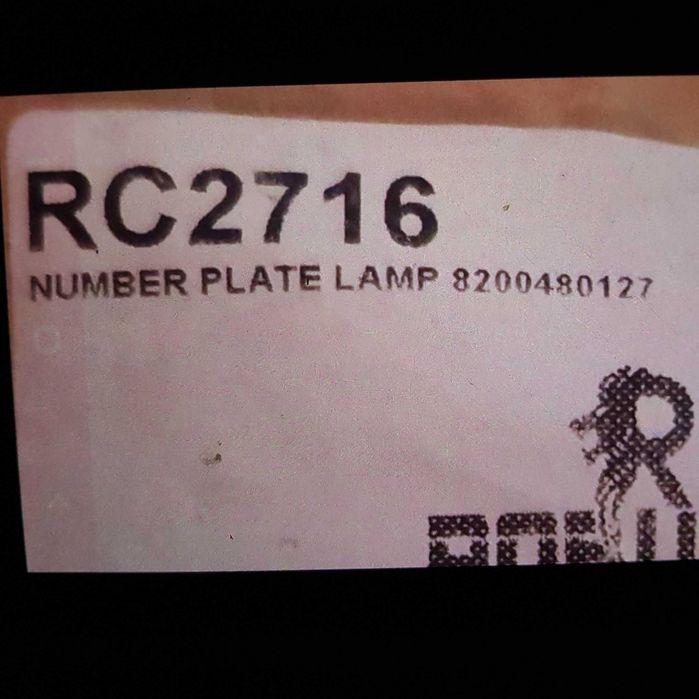 RC2716
NUMBER PLATE LAMP 8200480127
R